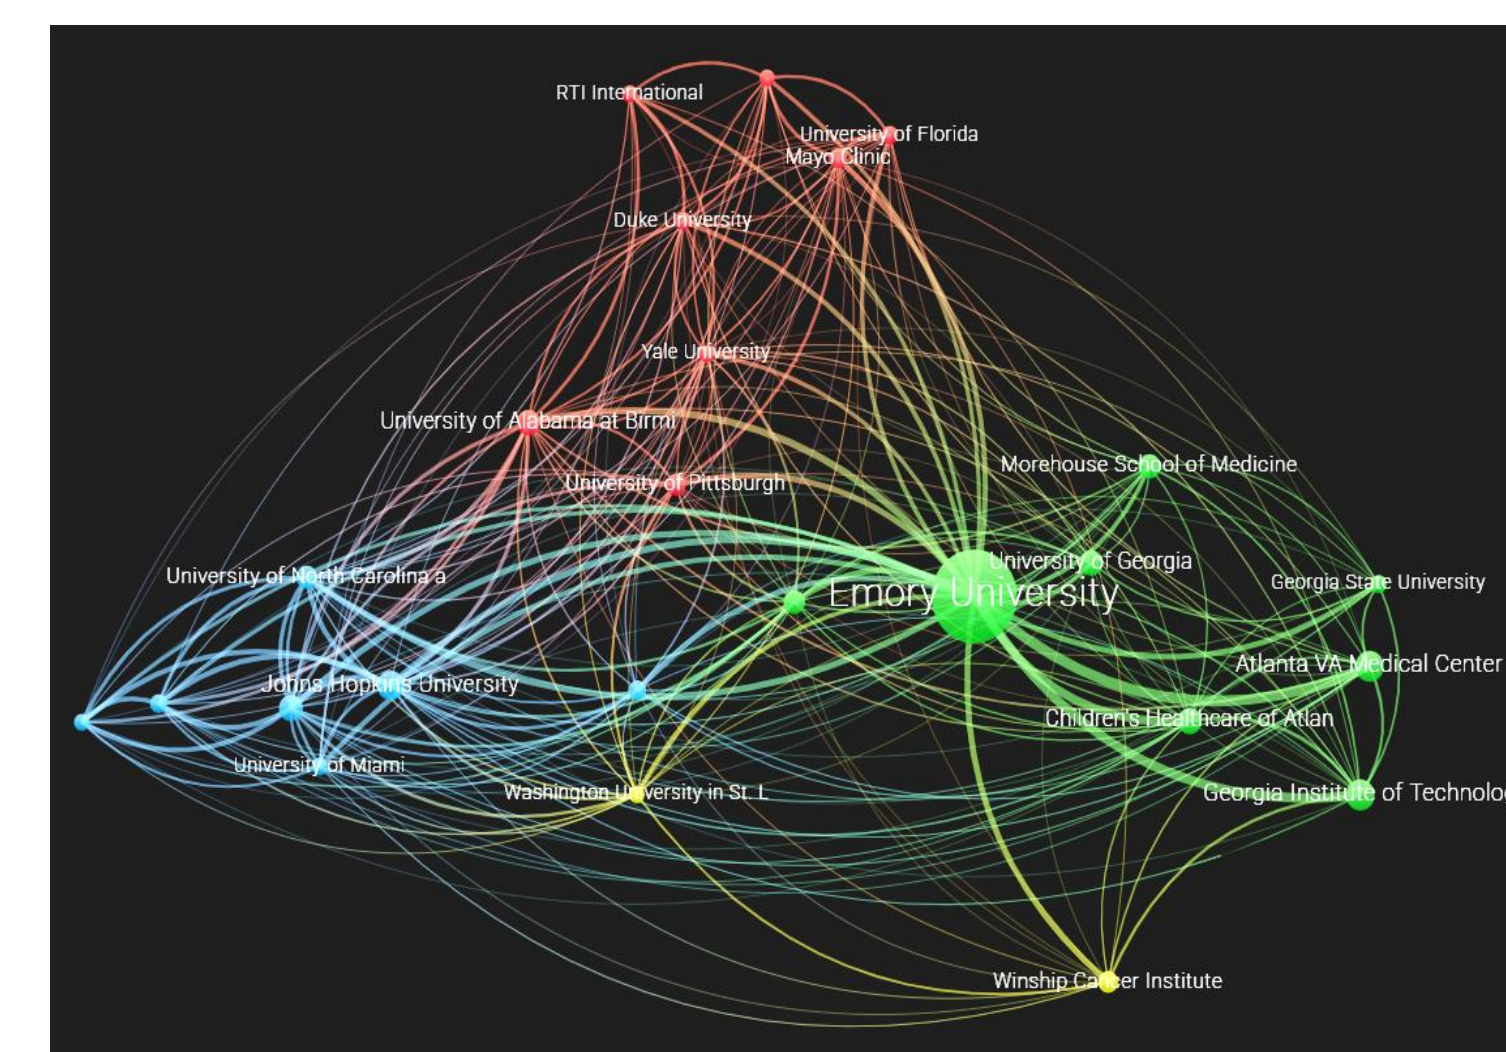 RTI International
University of Florida
Mayo Clinic
Duke University
Yale University
University of Alabama at Birmi
Morehouse School of Medicine
University of Pittsburgh
University of Georgia
University of North Carolina a
Georgia State University
Emory University
Atlanta VA Medical Center
Johns Hopkins University
Children's Healthcare of Atlan
University of Miami
Washington University in St. L
Georgia Institute of Technolo
Winship Cancer Institute